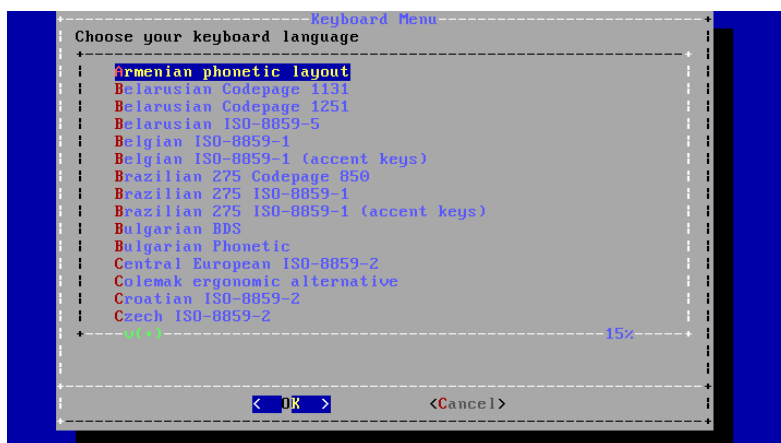 Keyboard Menu
Choose your keyboard language
Armenian phonetic layout
Belarusian Codepage 1131
Belarusian Codepage 1251
Belarusian ISO-8859-5
Belgian ISO-8859-1
Belgian ISO-8859-1 (accent keys)
Brazilian 275 Codepage 850
Brazilian 275 ISO-8859-1
Brazilian 275 ISO-8859-1 (accent keys)
Bulgarian BDS
Bulgarian Phonetic
Central European ISO-8859-2
Colemak ergonomic alternative
Croatian ISO-8859-2
Czech ISO-8859-2
v(+) 15%
< OK > <Cancel>